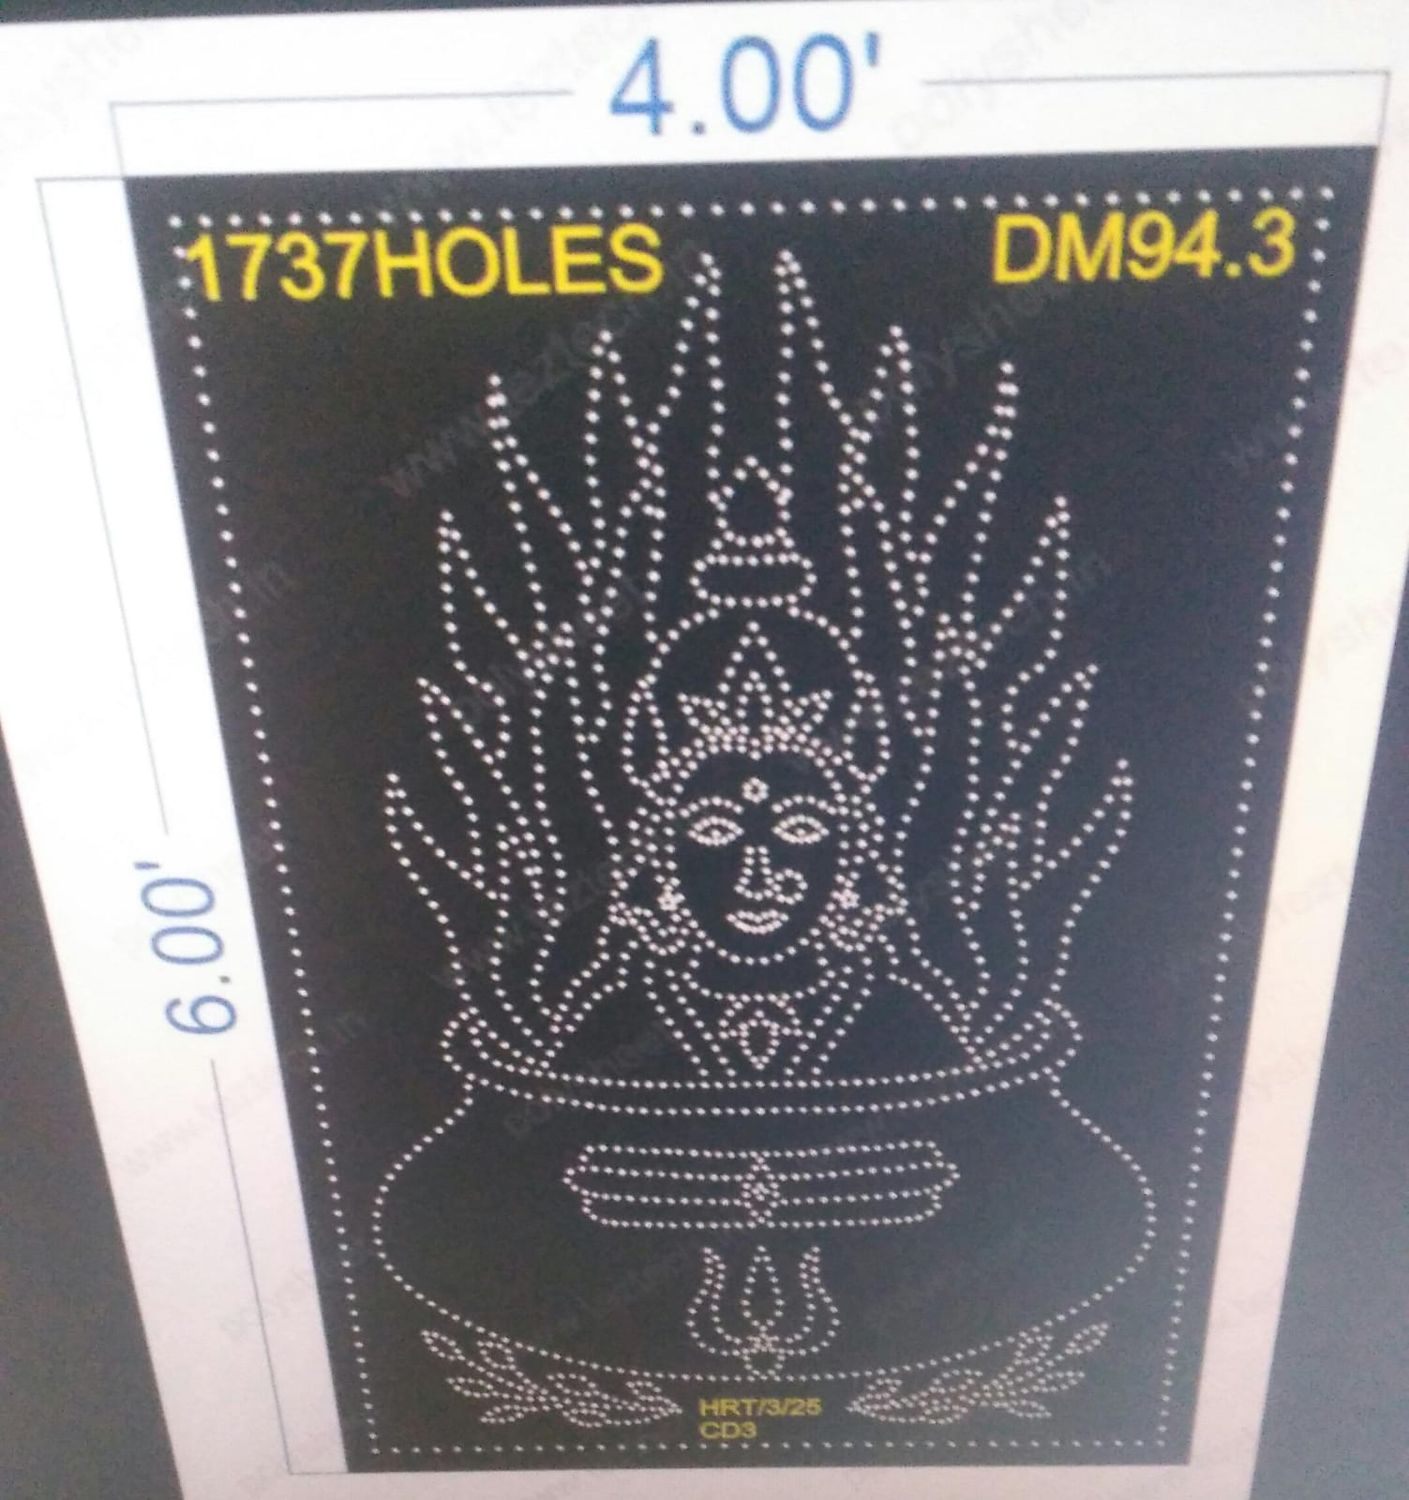 4.00'
1737HOLES
DM94.3
6.00'
HRT/3/25
CD3